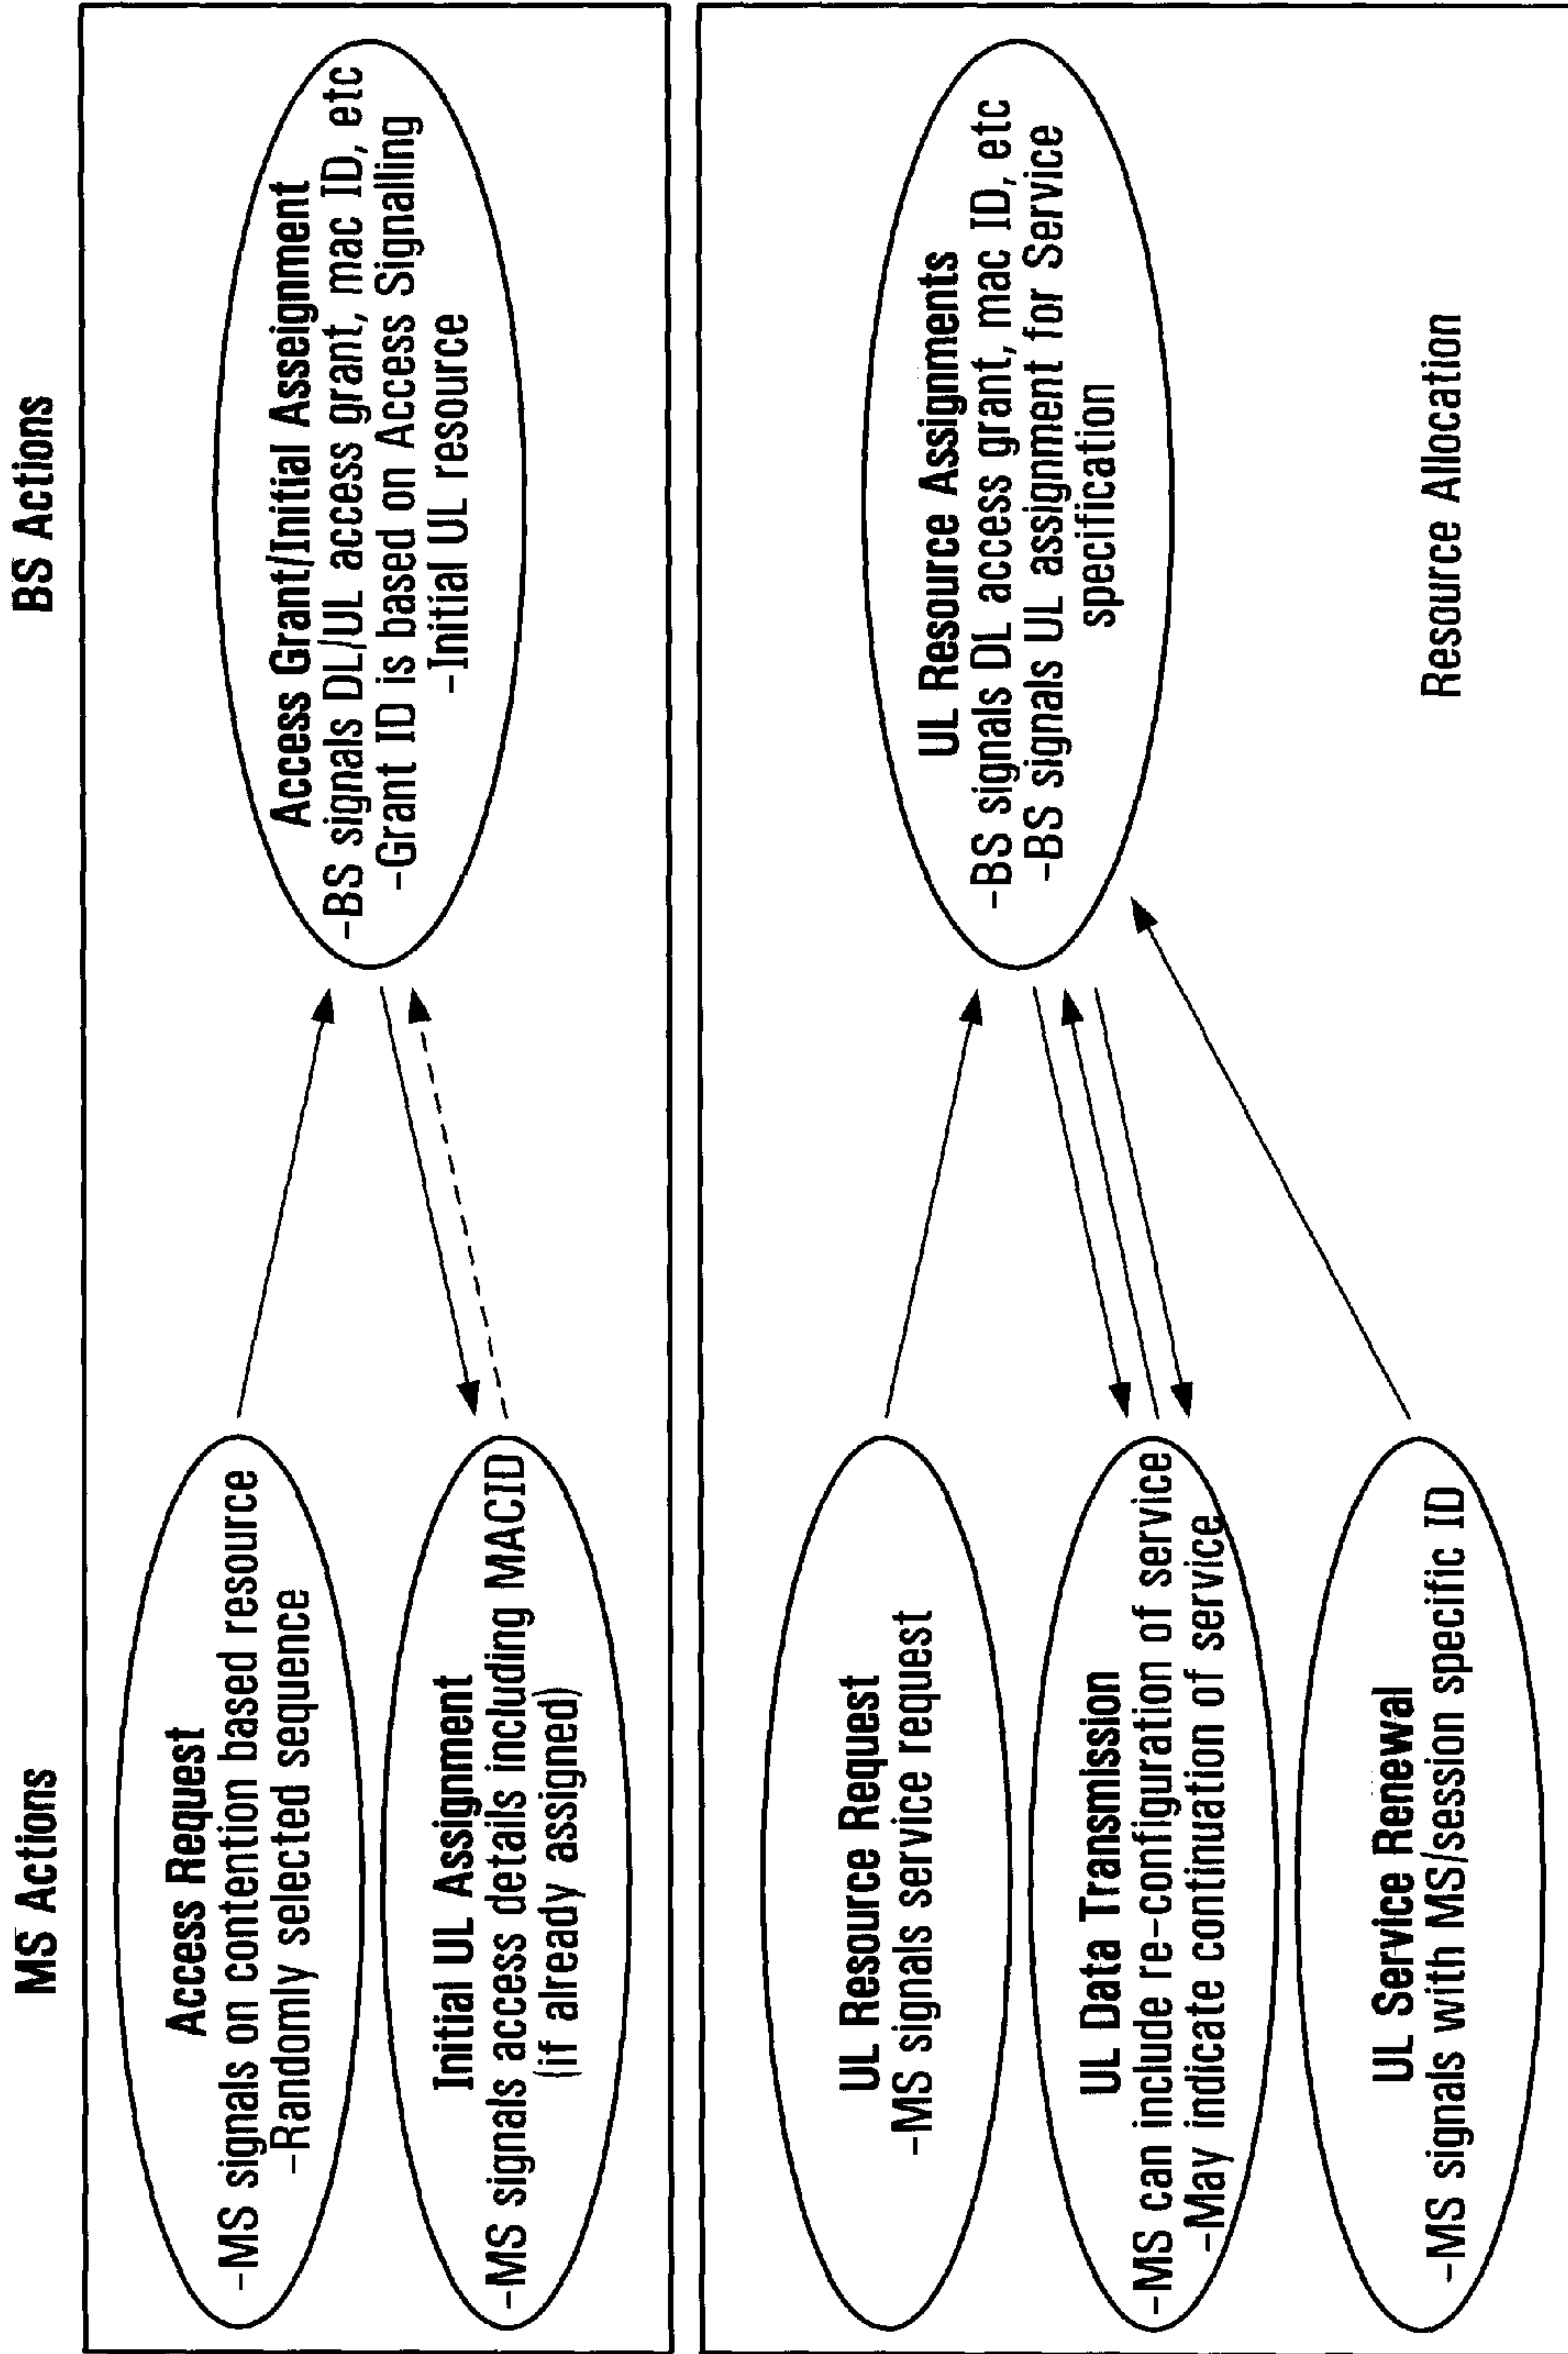 MS Actions
BS Actions
Access Request
-MS signals on contention based resource
-Randomly selected sequence
Initial UL Assignment
-MS signals access details including MACID
(if already assigned)
Access Grant/Initial Asseignment
-BS signals DL/UL access grant, mac ID, etc
-Grant ID is based on Access Signalling
-Initial UL resource
UL Resource Request
-MS signals service request
UL Data Transmission
-MS can include re-configuration of service
-May indicate continuation of service
UL Service Renewal
-MS signals with MS/session specific ID
UL Resource Assignments
-BS signals DL access grant, mac ID, etc
-BS signals UL assignment for Service
specification
Resource Allocation